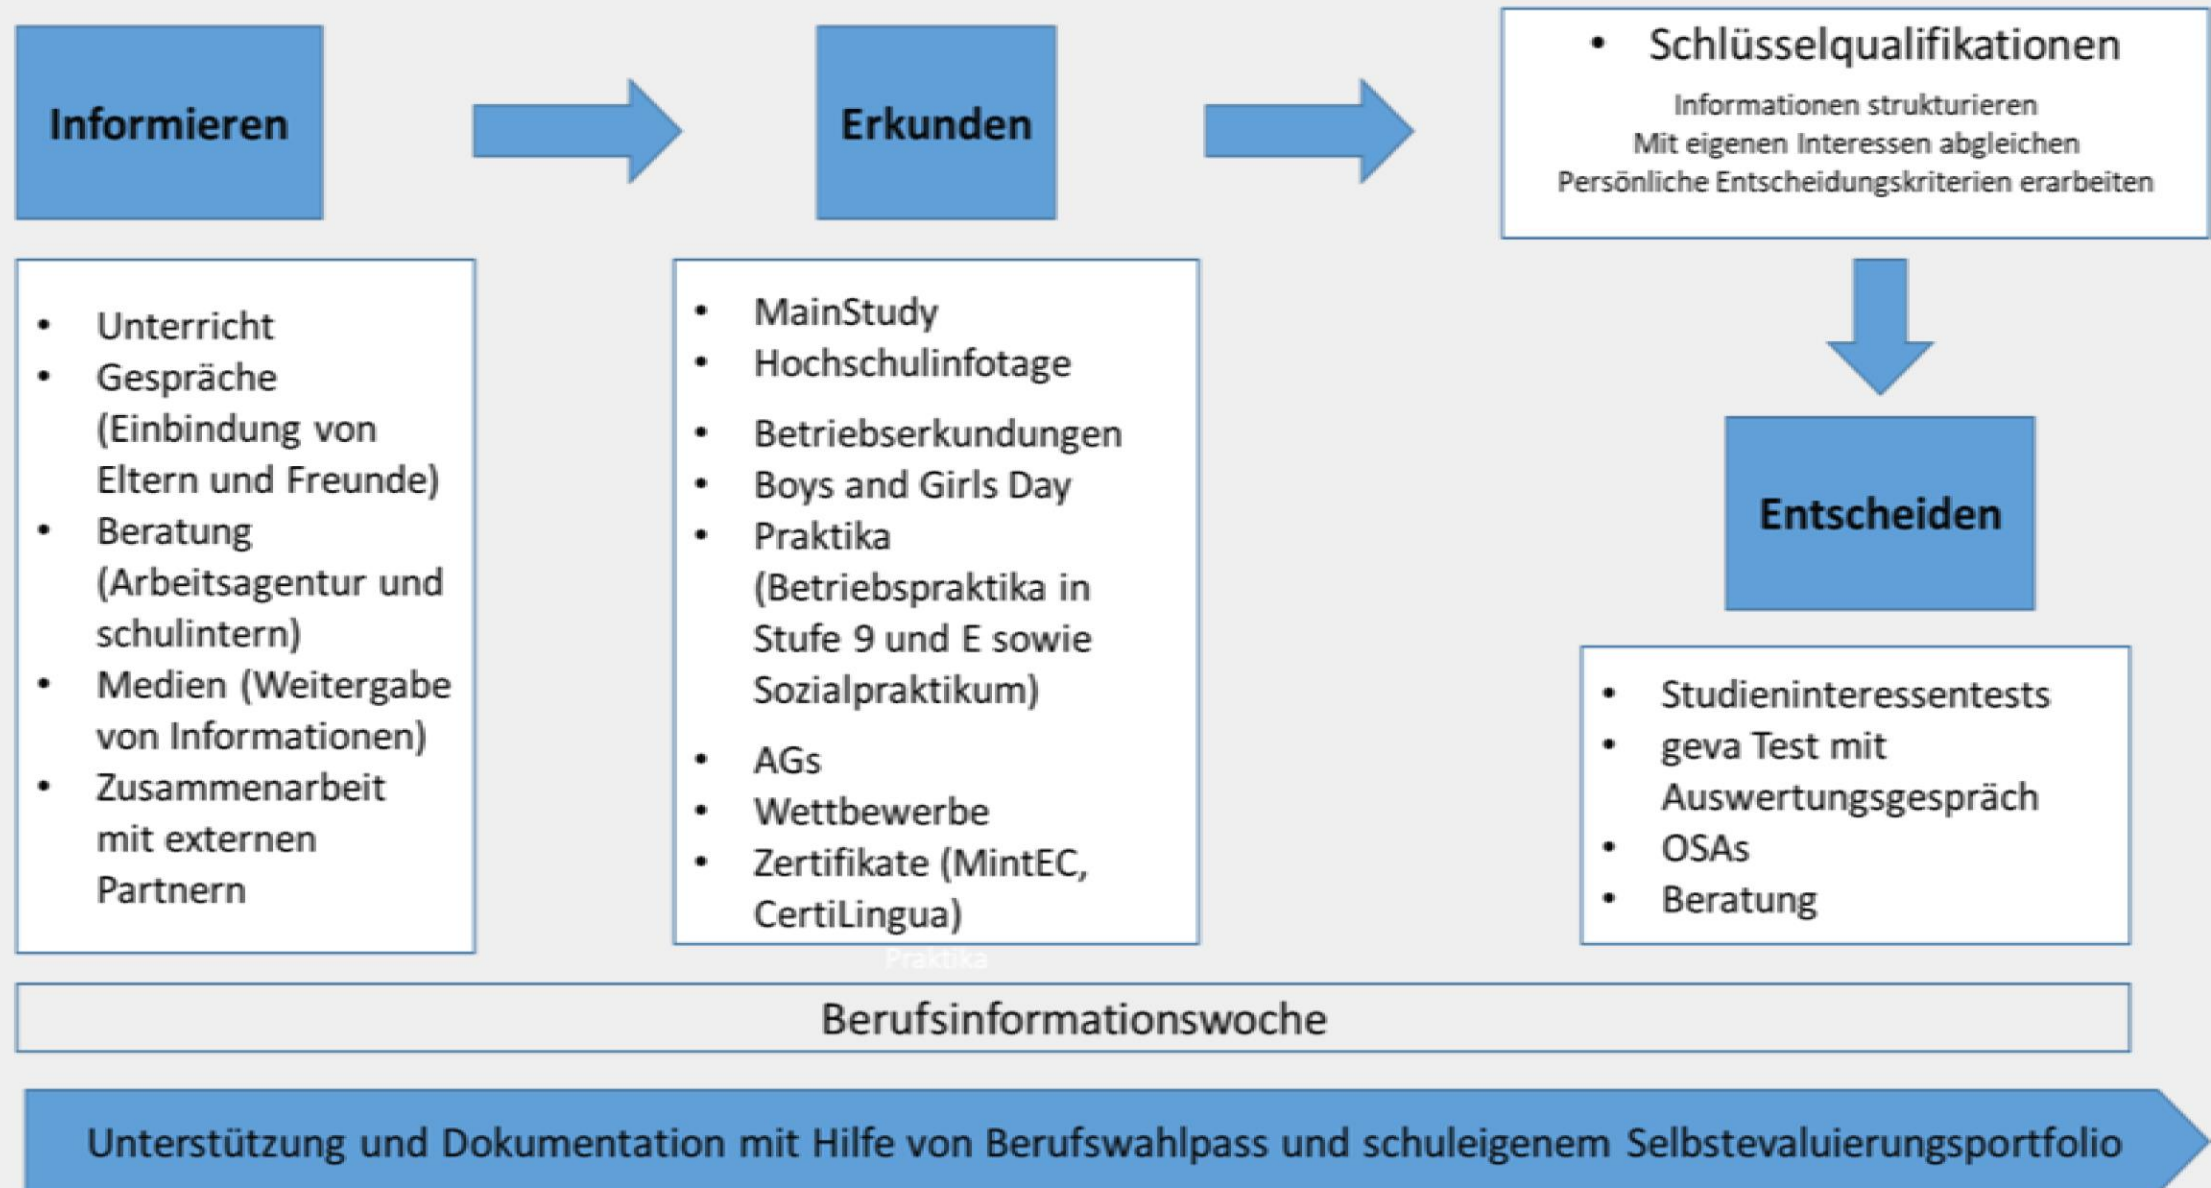 Informieren
Erkunden
• Schlüsselqualifikationen
Informationen strukturieren
Mit eigenen Interessen abgleichen
Persönliche Entscheidungskriterien erarbeiten
• Unterricht
• Gespräche
(Einbindung von
Eltern und Freunde)
• Beratung
(Arbeitsagentur und
schulintern)
• Medien (Weitergabe
von Informationen)
• Zusammenarbeit
mit externen
Partnern
• MainStudy
• Hochschulinfotage
• Betriebserkundungen
• Boys and Girls Day
• Praktika
(Betriebspraktika in
Stufe 9 und E sowie
Sozialpraktikum)
• AGs
• Wettbewerbe
• Zertifikate (MintEC,
CertiLingua)
Praktika
Entscheiden
• Studieninteressentests
• geva Test mit
Auswertungsgespräch
• OSAs
• Beratung
Berufsinformationswoche
Unterstützung und Dokumentation mit Hilfe von Berufswahlpass und schuleigenem Selbstevaluierungsportfolio